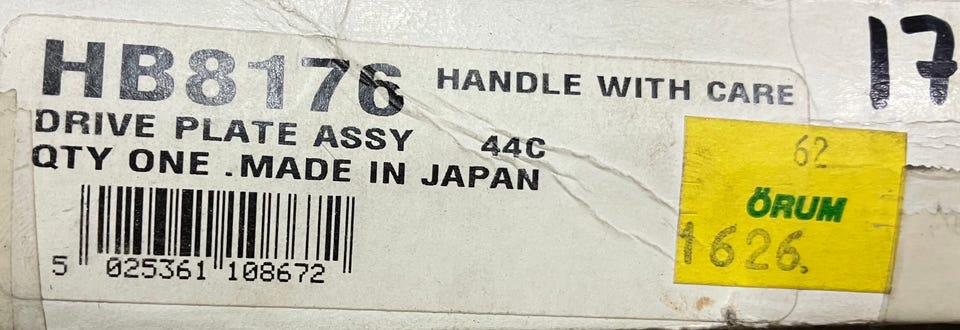 HB8176 HANDLE WITH CARE
DRIVE PLATE ASSY 44C
QTY ONE .MADE IN JAPAN
5 025361 108672
17
62
ÖRUM
1626.